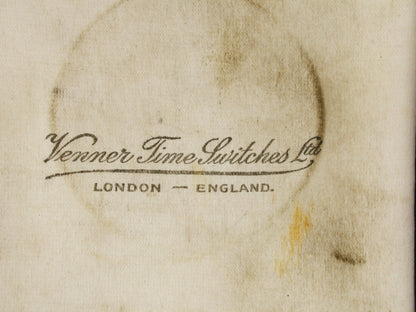 Venner Time Switches Ltd
LONDON — ENGLAND.